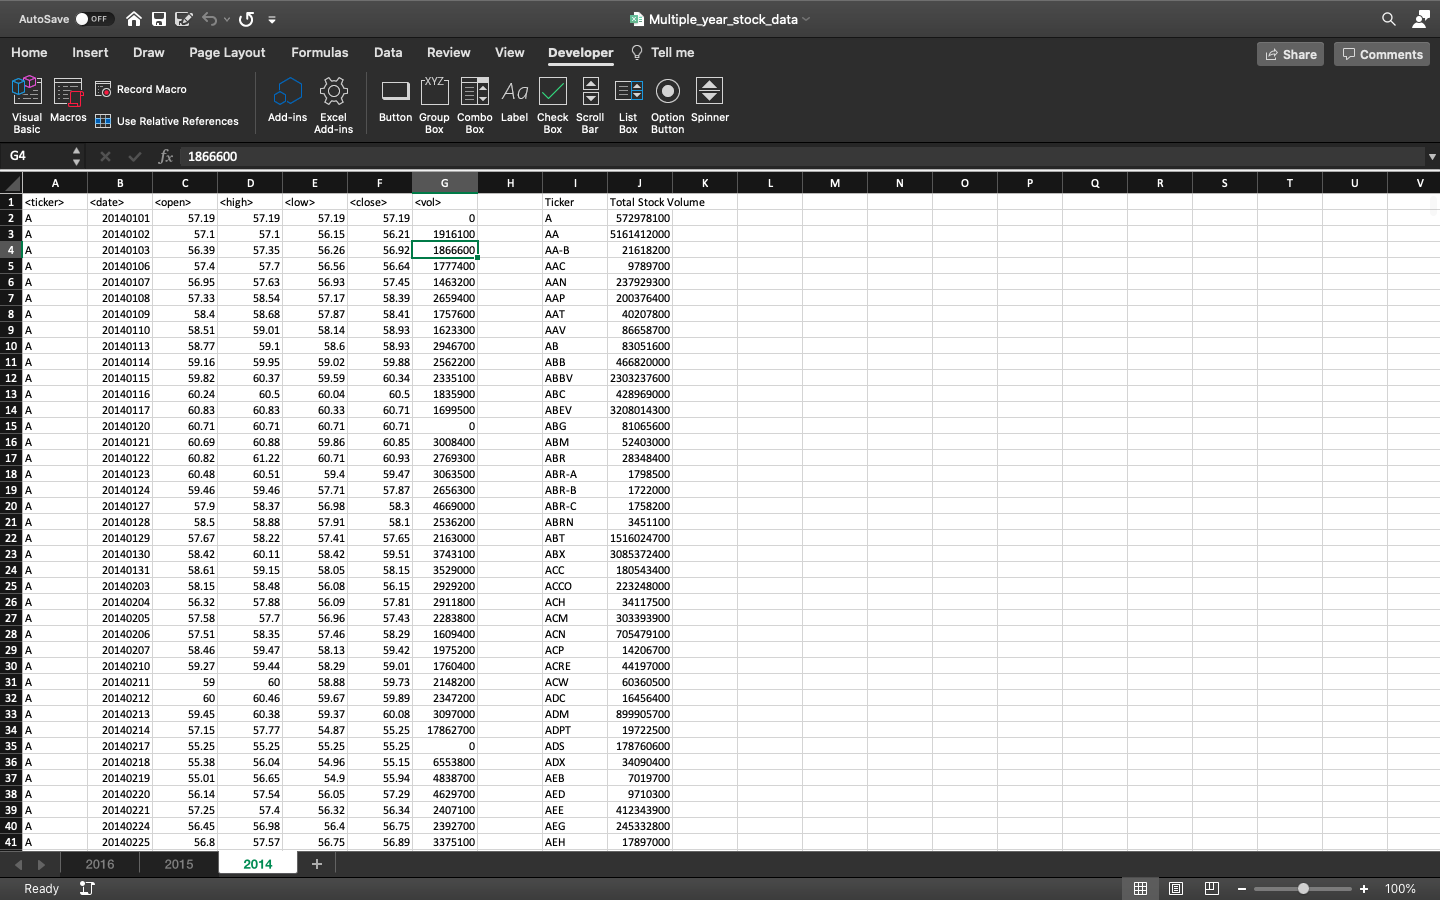 AutoSave OFF Multiple_year_stock_data
Home Insert Draw Page Layout Formulas Data Review View Developer Tell me Share Comments
Visual Basic Macros Record Macro Use Relative References Add-ins Excel Add-ins Button Group Box Combo Box Label Check Box Scroll Bar List Box Option Button Spinner
XYZ Aa
G4 fx 1866600
A B C D E F G H I J K L M N O P Q R S T U V
1 <ticker> <date> <open> <high> <low> <close> <vol> Ticker Total Stock Volume
2 A 20140101 57.19 57.19 57.19 57.19 0 A 572978100
3 A 20140102 57.1 57.1 56.15 56.21 1916100 AA 5161412000
4 A 20140103 56.39 57.35 56.26 56.92 1866600 AA-B 21618200
5 A 20140106 57.4 57.7 56.56 56.64 1777400 AAC 9789700
6 A 20140107 56.95 57.63 56.93 57.45 1463200 AAN 237929300
7 A 20140108 57.33 58.54 57.17 58.39 2659400 AAP 200376400
8 A 20140109 58.4 58.68 57.87 58.41 1757600 AAT 40207800
9 A 20140110 58.51 59.01 58.14 58.93 1623300 AAV 86658700
10 A 20140113 58.77 59.1 58.6 58.93 2946700 AB 83051600
11 A 20140114 59.16 59.95 59.02 59.88 2562200 ABB 466820000
12 A 20140115 59.82 60.37 59.59 60.34 2335100 ABBV 2303237600
13 A 20140116 60.24 60.5 60.04 60.5 1835900 ABC 428969000
14 A 20140117 60.83 60.83 60.33 60.71 1699500 ABEV 3208014300
15 A 20140120 60.71 60.71 60.71 60.71 0 ABG 81065600
16 A 20140121 60.69 60.88 59.86 60.85 3008400 ABM 52403000
17 A 20140122 60.82 61.22 60.71 60.93 2769300 ABR 28348400
18 A 20140123 60.48 60.51 59.4 59.47 3063500 ABR-A 1798500
19 A 20140124 59.46 59.46 57.71 57.87 2656300 ABR-B 1722000
20 A 20140127 57.9 58.37 56.98 58.3 4669000 ABR-C 1758200
21 A 20140128 58.5 58.88 57.91 58.1 2536200 ABRN 3451100
22 A 20140129 57.67 58.22 57.41 57.65 2163000 ABT 1516024700
23 A 20140130 58.42 60.11 58.42 59.51 3743100 ABX 3085372400
24 A 20140131 58.61 59.15 58.05 58.15 3529000 ACC 180543400
25 A 20140203 58.15 58.48 56.08 56.15 2929200 ACCO 223248000
26 A 20140204 56.32 57.88 56.09 57.81 2911800 ACH 34117500
27 A 20140205 57.58 57.7 56.96 57.43 2283800 ACM 303393900
28 A 20140206 57.51 58.35 57.46 58.29 1609400 ACN 705479100
29 A 20140207 58.46 59.47 58.13 59.42 1975200 ACP 14206700
30 A 20140210 59.27 59.44 58.29 59.01 1760400 ACRE 44197000
31 A 20140211 59 60 58.88 59.73 2148200 ACW 60360500
32 A 20140212 60 60.46 59.67 59.89 2347200 ADC 16456400
33 A 20140213 59.45 60.38 59.37 60.08 3097000 ADM 899905700
34 A 20140214 57.15 57.77 54.87 55.25 17862700 ADPT 19722500
35 A 20140217 55.25 55.25 55.25 55.25 0 ADS 178760600
36 A 20140218 55.38 56.04 54.96 55.15 6553800 ADX 34090400
37 A 20140219 55.01 56.65 54.9 55.94 4838700 AEB 7019700
38 A 20140220 56.14 57.54 56.05 57.29 4629700 AED 9710300
39 A 20140221 57.25 57.4 56.32 56.34 2407100 AEE 412343900
40 A 20140224 56.45 56.98 56.4 56.75 2392700 AEG 245332800
41 A 20140225 56.8 57.57 56.75 56.89 3375100 AEH 17897000
2016 2015 2014 +
Ready 100%